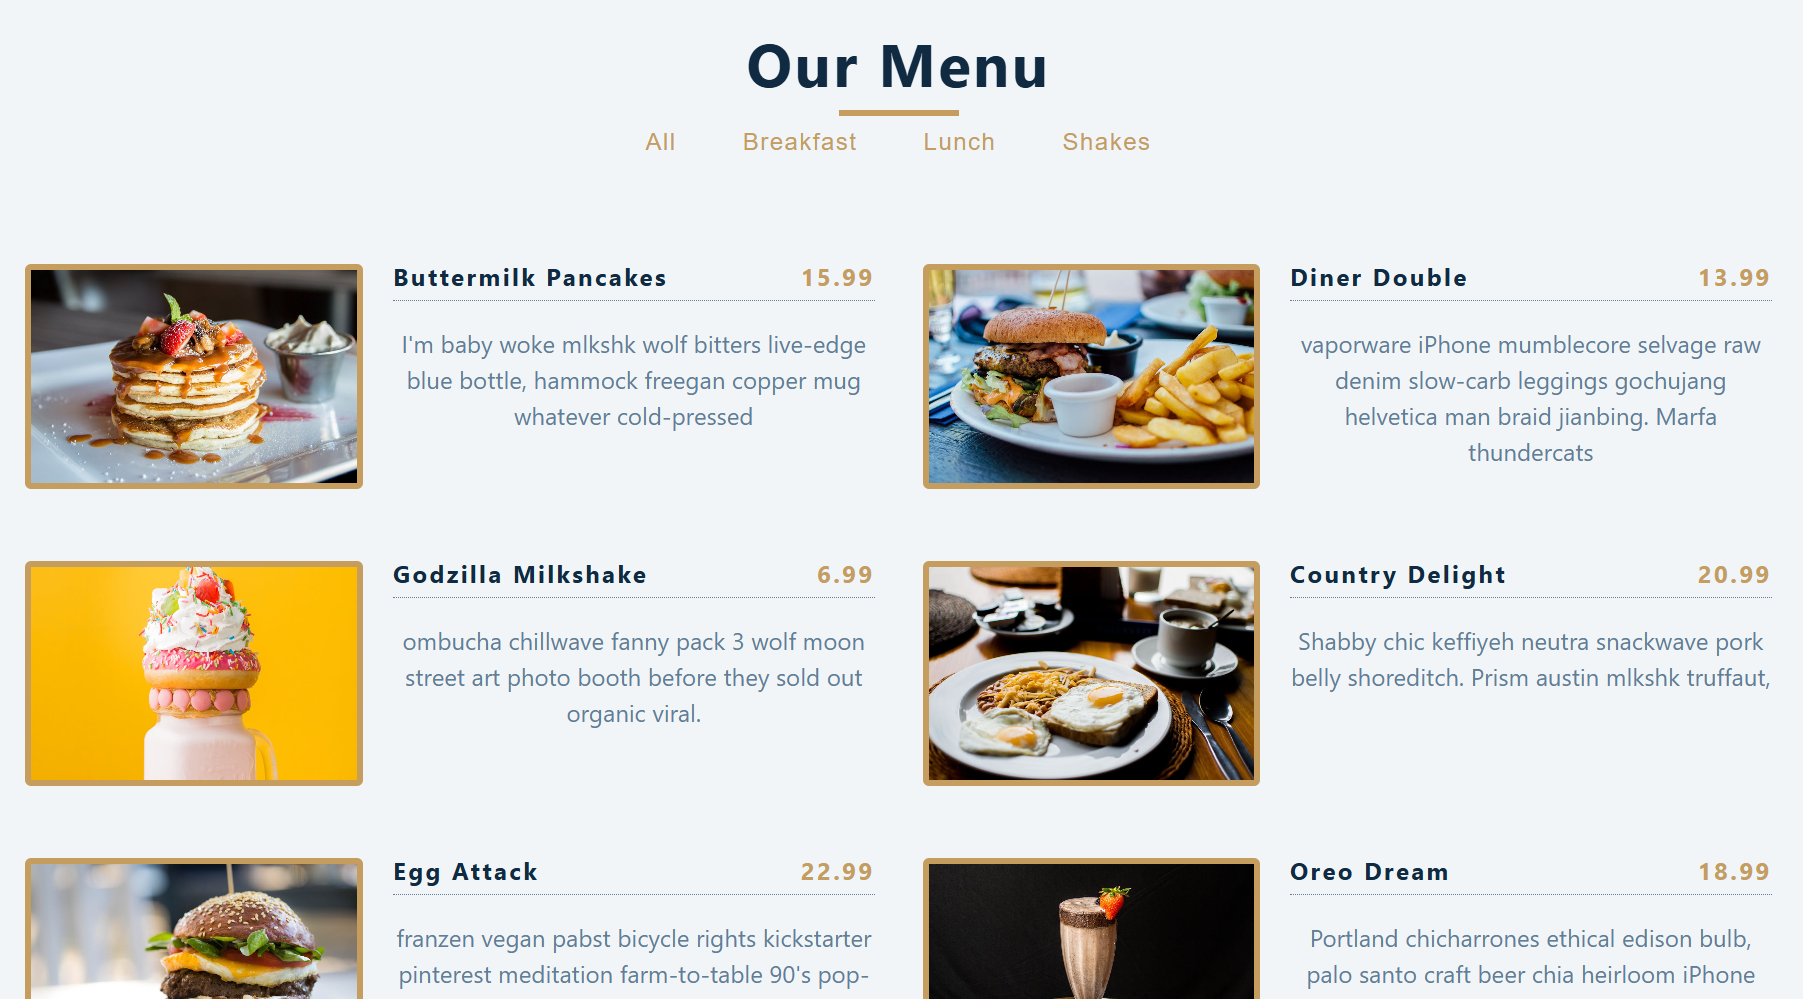 Our Menu
All Breakfast Lunch Shakes
Buttermilk Pancakes 15.99
I'm baby woke mlkshk wolf bitters live-edge
blue bottle, hammock freegan copper mug
whatever cold-pressed
Diner Double 13.99
vaporware iPhone mumblecore selvage raw
denim slow-carb leggings gochujang
helvetica man braid jianbing. Marfa
thundercats
Godzilla Milkshake 6.99
ombucha chillwave fanny pack 3 wolf moon
street art photo booth before they sold out
organic viral.
Country Delight 20.99
Shabby chic keffiyeh neutra snackwave pork
belly shoreditch. Prism austin mlkshk truffaut,
Egg Attack 22.99
franzen vegan pabst bicycle rights kickstarter
pinterest meditation farm-to-table 90's pop-
Oreo Dream 18.99
Portland chicharrones ethical edison bulb,
palo santo craft beer chia heirloom iPhone